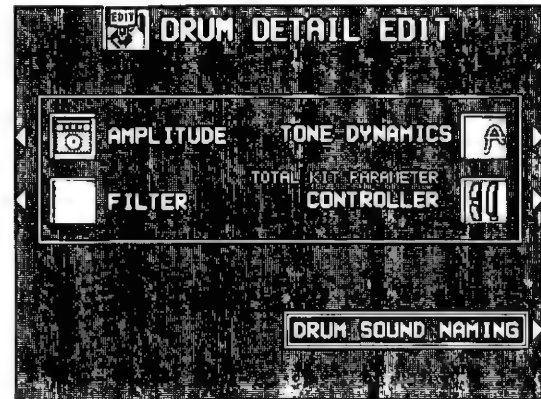 EDIT
DRUM DETAIL EDIT
AMPLITUDE
TONE DYNAMICS
TOTAL KIT PARAMETER
FILTER
CONTROLLER
DRUM SOUND NAMING